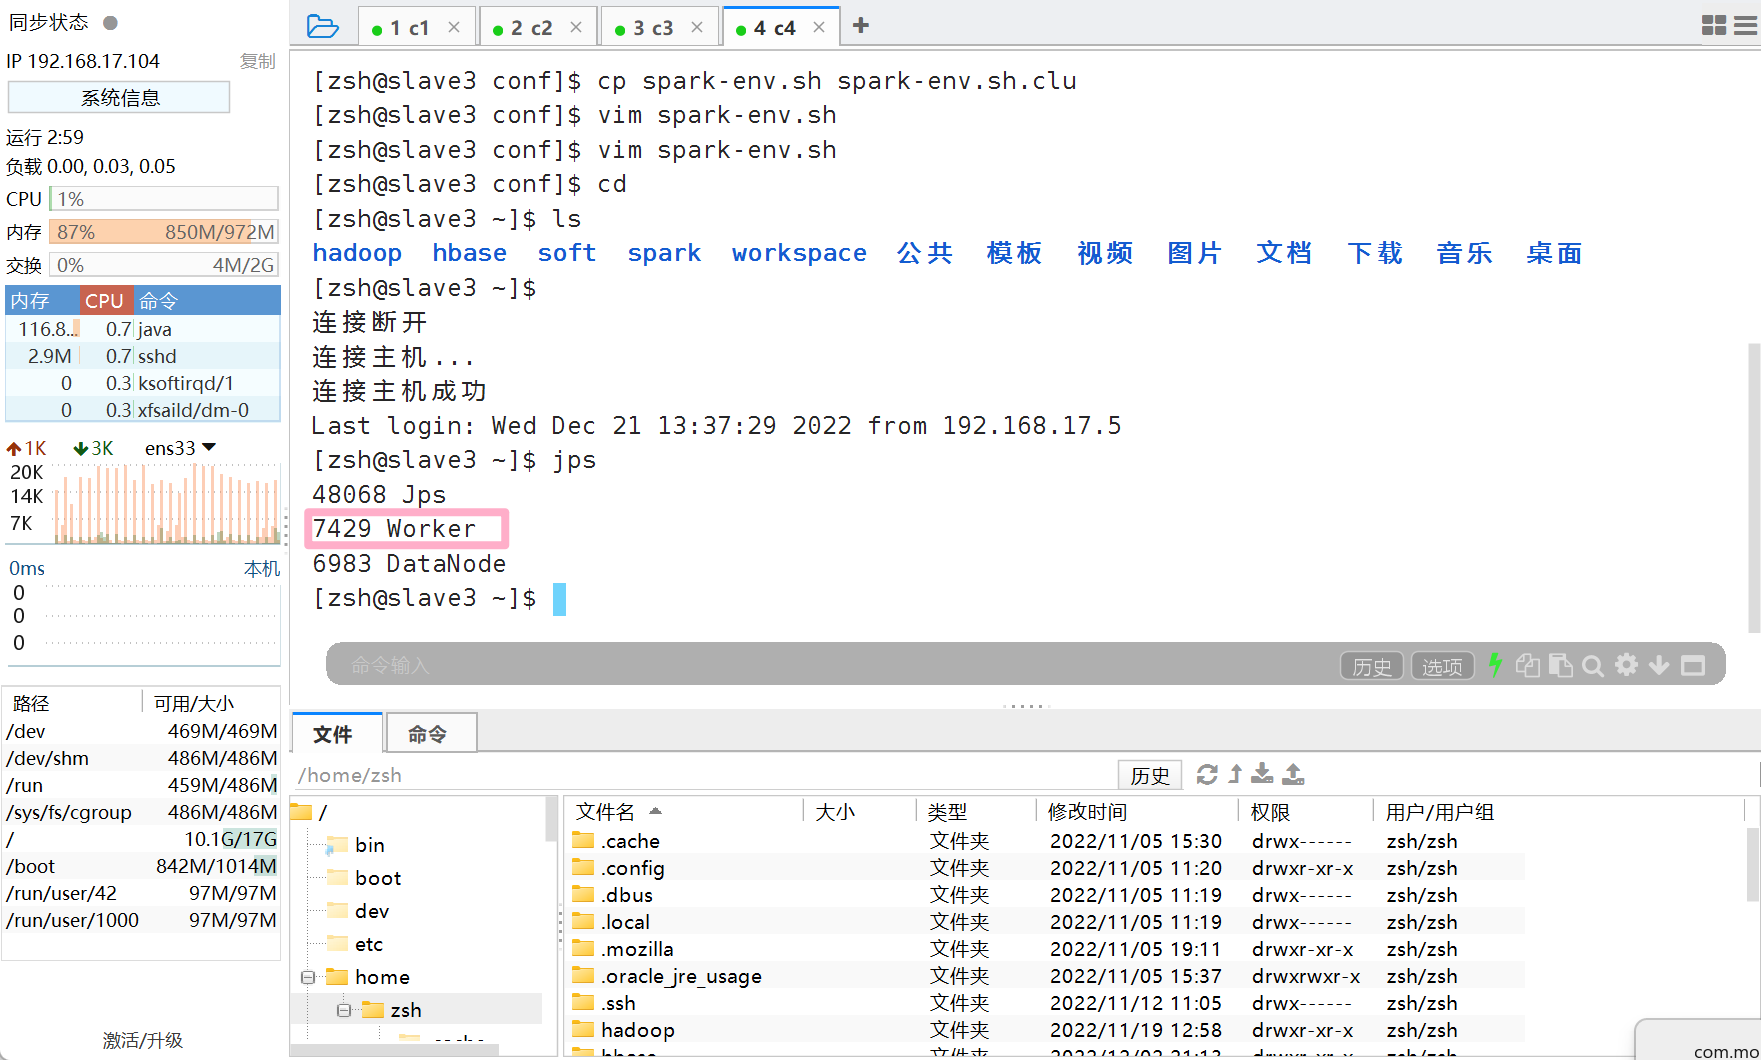 同步状态
IP 192.168.17.104 复制
系统信息
运行 2:59
负载 0.00, 0.03, 0.05
CPU 1%
内存 87% 850M/972M
交换 0% 4M/2G
内存 CPU 命令
116.8... 0.7 java
2.9M 0.7 sshd
0 0.3 ksoftirqd/1
0 0.3 xfsaild/dm-0
1K 3K ens33
20K
14K
7K
0ms 本机
0
0
0
路径 可用/大小
/dev 469M/469M
/dev/shm 486M/486M
/run 459M/486M
/sys/fs/cgroup 486M/486M
/ 10.1G/17G
/boot 842M/1014M
/run/user/42 97M/97M
/run/user/1000 97M/97M
激活/升级
1 c1 2 c2 3 c3 4 c4
[zsh@slave3 conf]$ cp spark-env.sh spark-env.sh.clu
[zsh@slave3 conf]$ vim spark-env.sh
[zsh@slave3 conf]$ vim spark-env.sh
[zsh@slave3 conf]$ cd
[zsh@slave3 ~]$ ls
hadoop hbase soft spark workspace 公共 模板 视频 图片 文档 下载 音乐 桌面
[zsh@slave3 ~]$
连接断开
连接主机...
连接主机成功
Last login: Wed Dec 21 13:37:29 2022 from 192.168.17.5
[zsh@slave3 ~]$ jps
48068 Jps
7429 Worker
6983 DataNode
[zsh@slave3 ~]$
命令输入 历史 选项
文件 命令
/home/zsh 历史
/
bin
boot
dev
etc
home
zsh
文件名 大小 类型 修改时间 权限 用户/用户组
.cache 文件夹 2022/11/05 15:30 drwx------ zsh/zsh
.config 文件夹 2022/11/05 11:20 drwxr-xr-x zsh/zsh
.dbus 文件夹 2022/11/05 11:19 drwx------ zsh/zsh
.local 文件夹 2022/11/05 11:19 drwx------ zsh/zsh
.mozilla 文件夹 2022/11/05 19:11 drwxr-xr-x zsh/zsh
.oracle_jre_usage 文件夹 2022/11/05 15:37 drwxrwxr-x zsh/zsh
.ssh 文件夹 2022/11/12 11:05 drwx------ zsh/zsh
hadoop 文件夹 2022/11/19 12:58 drwxr-xr-x zsh/zsh
com.mo